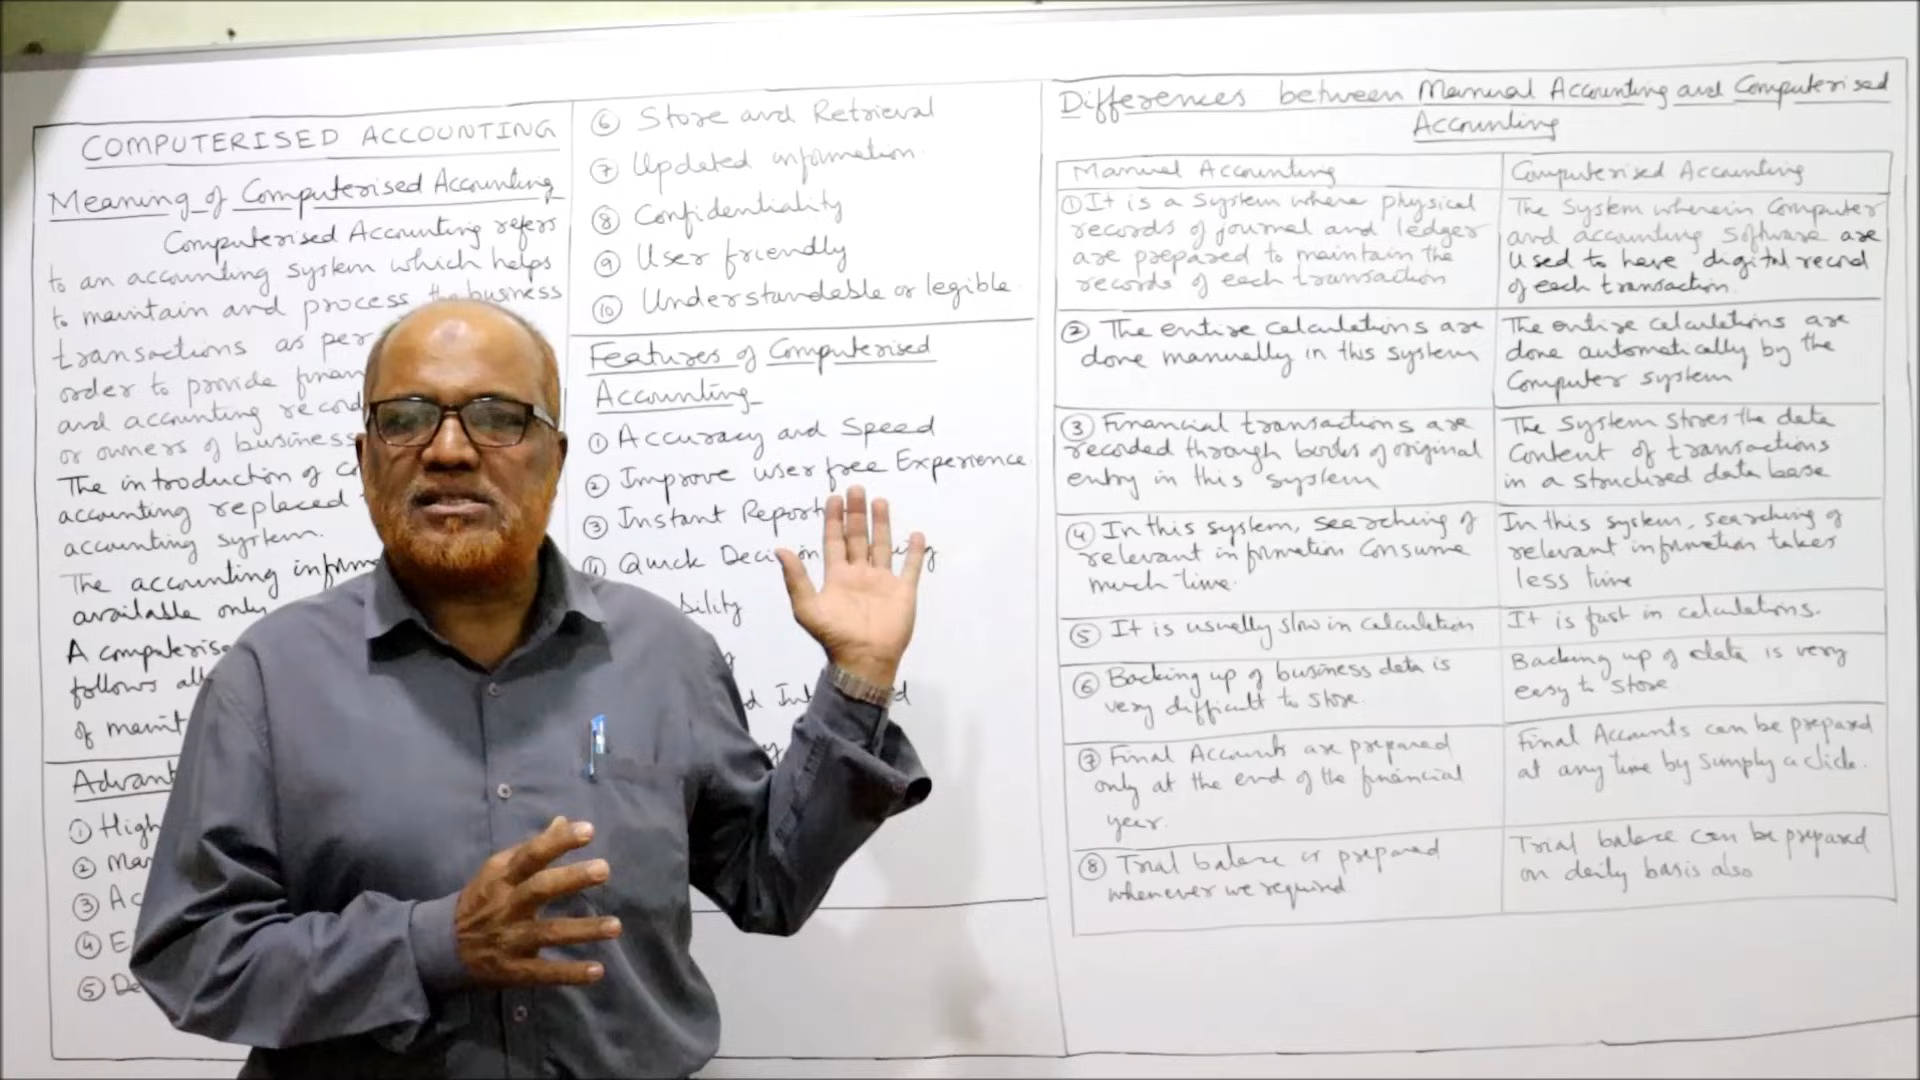 COMPUTERISED ACCOUNTING
Meaning of Computerised Accounting
Computerised Accounting refers
to an accounting system which helps
to maintain and process the business
transactions as per
order to provide
and accounting
or owners of business
The introduction of
accounting replaced
accounting system.
The accounting
available only
A
follows
of
① High
②
③
④
⑤
⑥ Store and Retrieval
⑦ Updated information
⑧ Confidentiality
⑨ User friendly
⑩ Understandable or legible
Features of Computerised
Accounting
① Accuracy and Speed
② Improve user free Experience
③ Instant
④ Quick Decision
Differences between Manual Accounting and Computerised
Accounting
Manual Accounting
① It is a System where physical
records of journal and ledger
are prepared to maintain the
records of each transaction
② The entire calculations are
done manually in this system
③ Financial transactions are
recorded through books of original
entry in this system
④ In this system, searching of
relevant information Consume
much time.
⑤ It is usually slow in calculation
⑥ Backing up of business data is
very difficult to store.
⑦ Final Accounts are prepared
only at the end of the financial
year.
⑧ Trial balance is prepared
whenever we required
Computerised Accounting
The System wherein Computer
and accounting Software are
used to have digital record
of each transaction.
The entire calculations are
done automatically by the
Computer system
The System stores the data
Content of transactions
in a structured data base
In this system, searching of
relevant information takes
less time
It is fast in calculations.
Backing up of data is very
easy to store
Final Accounts can be prepared
at any time by simply a click.
Trial balance can be prepared
on daily basis also